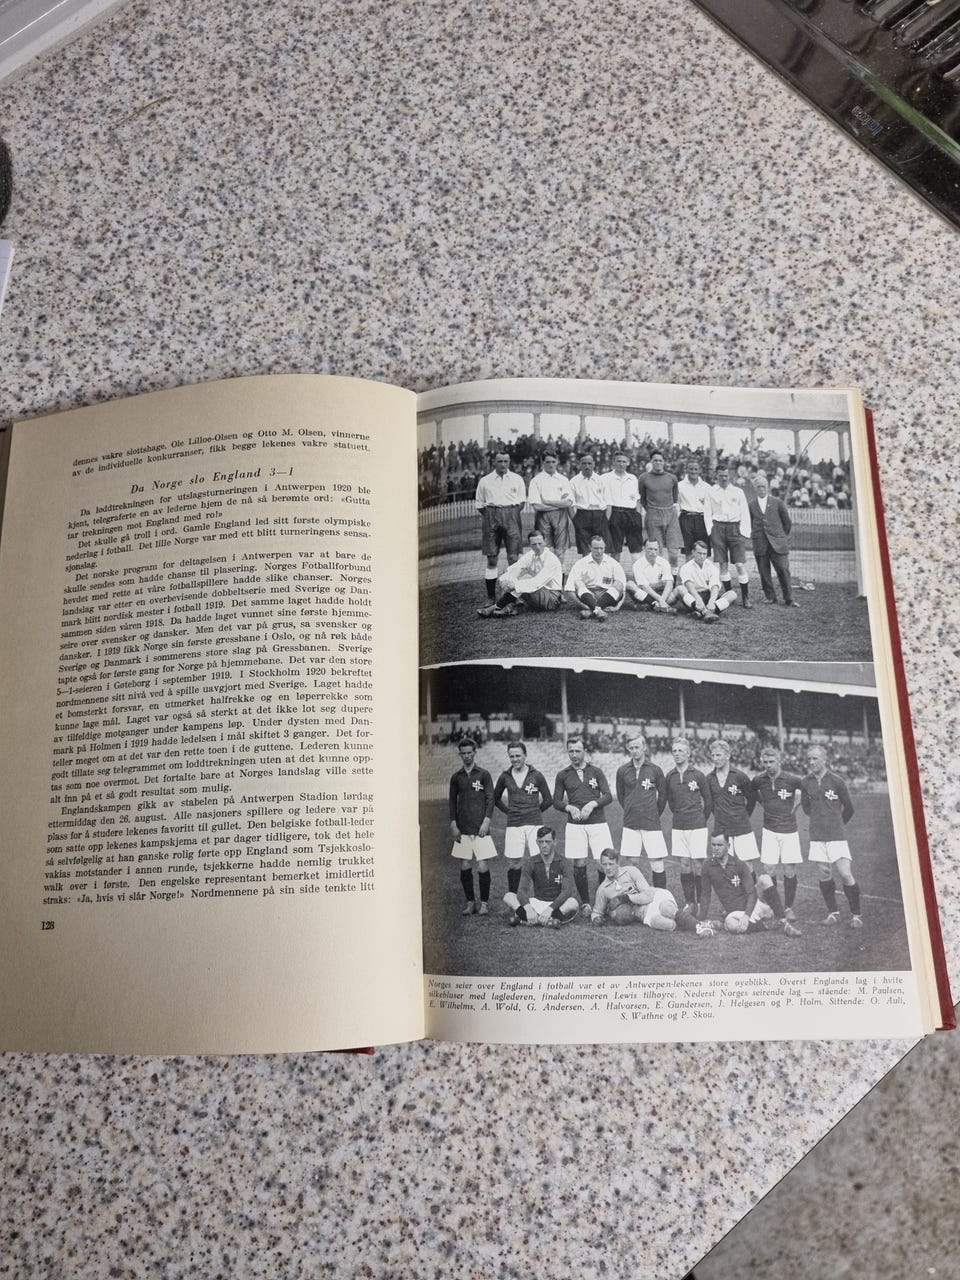 dennes vakre slottshage. Ole Lilloe-Olsen og Otto M. Olsen, vinnerne
av de individuelle konkurranser, fikk begge lekenes vakre statuett.
Da Norge slo England 3—1
Da loddtrekningen for utslagsturneringen i Antwerpen 1920 ble
kjent, telegraferte en av lederne hjem de nå så berømte ord: «Gutta
tar trekningen mot England med ro!»
Det skulle gå troll i ord. Gamle England led sitt første olympiske
nederlag i fotball. Det lille Norge var med ett blitt turneringens sensa-
sjonslag.
Det norske program for deltagelsen i Antwerpen var at bare de
skulle sendes som hadde chanse til plasering. Norges Fotballforbund
hevdet med rette at våre fotballspillere hadde slike chanser. Norges
landslag var etter en overbevisende dobbeltserie med Sverige og Dan-
mark blitt nordisk mester i fotball 1919. Det samme laget hadde holdt
sammen siden våren 1918. Da hadde laget vunnet sine første hjemme-
seire over svensker og dansker. Men det var på grus, sa svensker og
dansker. I 1919 fikk Norge sin første gressbane i Oslo, og nå røk både
Sverige og Danmark i sommerens store slag på Gressbanen. Sverige
tapte også for første gang for Norge på hjemmebane. Det var den store
5—1-seieren i Gøteborg i september 1919. I Stockholm 1920 bekreftet
nordmennene sitt nivå ved å spille uavgjort med Sverige. Laget hadde
et bomsterkt forsvar, en utmerket halfrekke og en løperrekke som
kunne lage mål. Laget var også så sterkt at det ikke lot seg dupere
av tilfeldige motganger under kampens løp. Under dysten med Dan-
mark på Holmen i 1919 hadde ledelsen i mål skiftet 3 ganger. Det for-
teller meget om at det var den rette toen i de guttene. Lederen kunne
godt tillate seg telegrammet om loddtrekningen uten at det kunne opp-
tas som noe overmot. Det fortalte bare at Norges landslag ville sette
alt inn på et så godt resultat som mulig.
Englandskampen gikk av stabelen på Antwerpen Stadion lørdag
ettermiddag den 26. august. Alle nasjoners spillere og ledere var på
plass for å studere lekenes favoritt til gullet. Den belgiske fotball-leder
som satte opp lekenes kampskjema et par dager tidligere, tok det hele
så selvfølgelig at han ganske rolig førte opp England som Tsjekkoslo-
vakias motstander i annen runde, tsjekkerne hadde nemlig trukket
walk over i første. Den engelske representant bemerket imidlertid
straks: «Ja, hvis vi slår Norge!» Nordmennene på sin side tenkte litt
128
Norges seier over England i fotball var et av Antwerpen-lekenes store øyeblikk. Øverst Englands lag i hvite
silkebluser med laglederen, finaledommeren Lewis tilhøyre. Nederst Norges seirende lag — stående: M. Paulsen,
E. Wilhelms, A. Wold, G. Andersen, A. Halvorsen, E. Gundersen, J. Helgesen og P. Holm. Sittende: O. Auli,
S. Wathne og P. Skou.